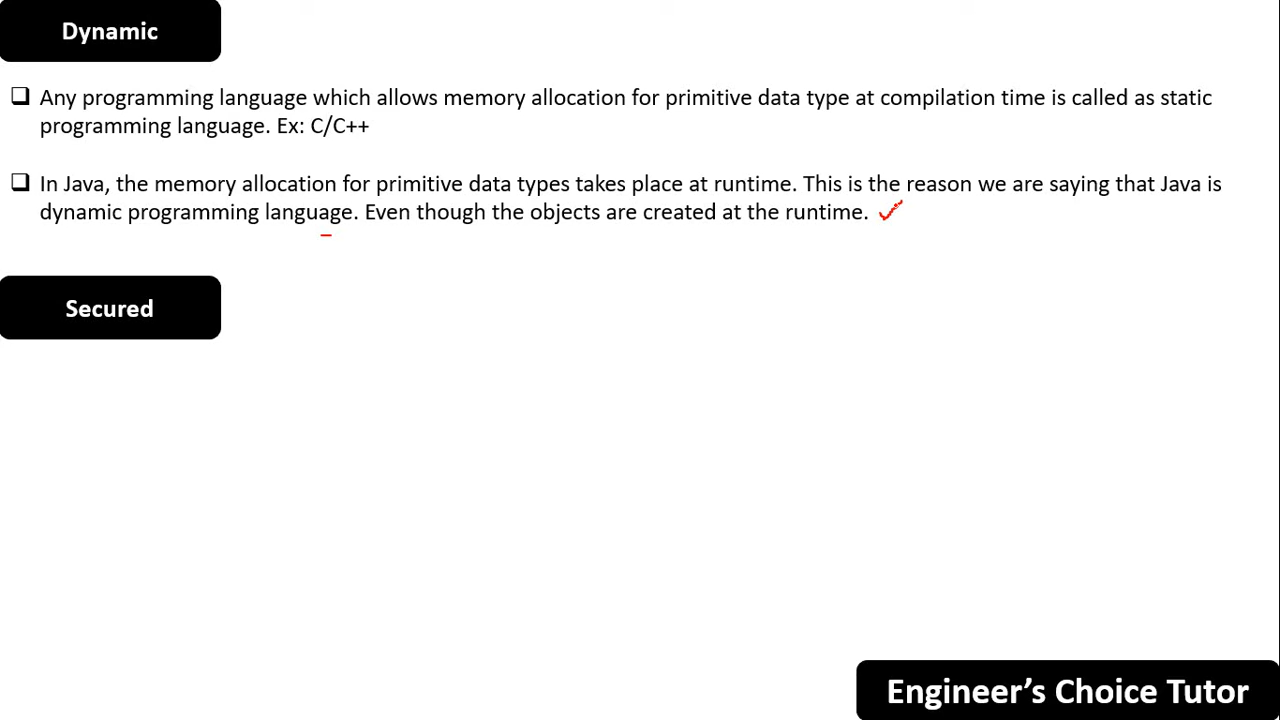 Dynamic
❑ Any programming language which allows memory allocation for primitive data type at compilation time is called as static
programming language. Ex: C/C++
❑ In Java, the memory allocation for primitive data types takes place at runtime. This is the reason we are saying that Java is
dynamic programming language. Even though the objects are created at the runtime.
Secured
Engineer’s Choice Tutor